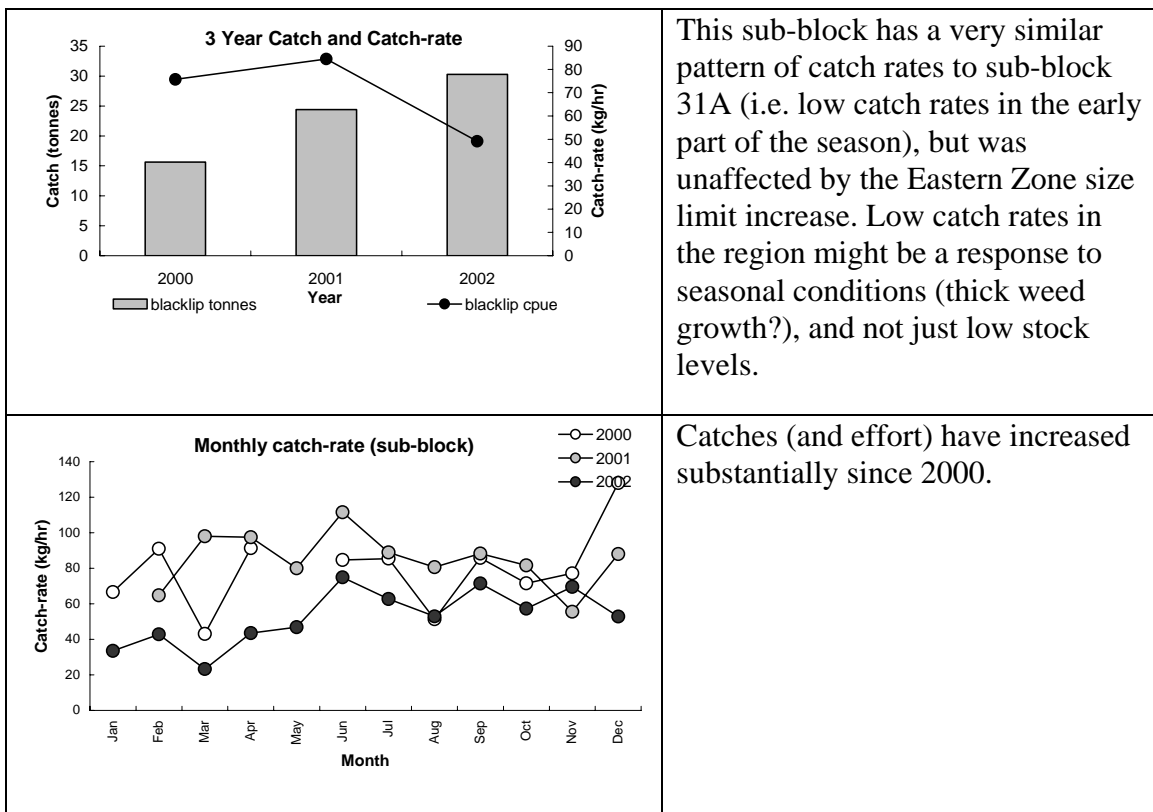 3 Year Catch and Catch-rate
35
30
25
20
15
10
5
0
Catch (tonnes)
90
80
70
60
50
40
30
20
10
0
Catch-rate (kg/hr)
2000 2001 2002
Year
blacklip tonnes blacklip cpue
This sub-block has a very similar
pattern of catch rates to sub-block
31A (i.e. low catch rates in the early
part of the season), but was
unaffected by the Eastern Zone size
limit increase. Low catch rates in
the region might be a response to
seasonal conditions (thick weed
growth?), and not just low stock
levels.
Monthly catch-rate (sub-block)
2000
2001
2002
140
120
100
80
60
40
20
0
Catch-rate (kg/hr)
Jan Feb Mar Apr May Jun Jul Aug Sep Oct Nov Dec
Month
Catches (and effort) have increased
substantially since 2000.